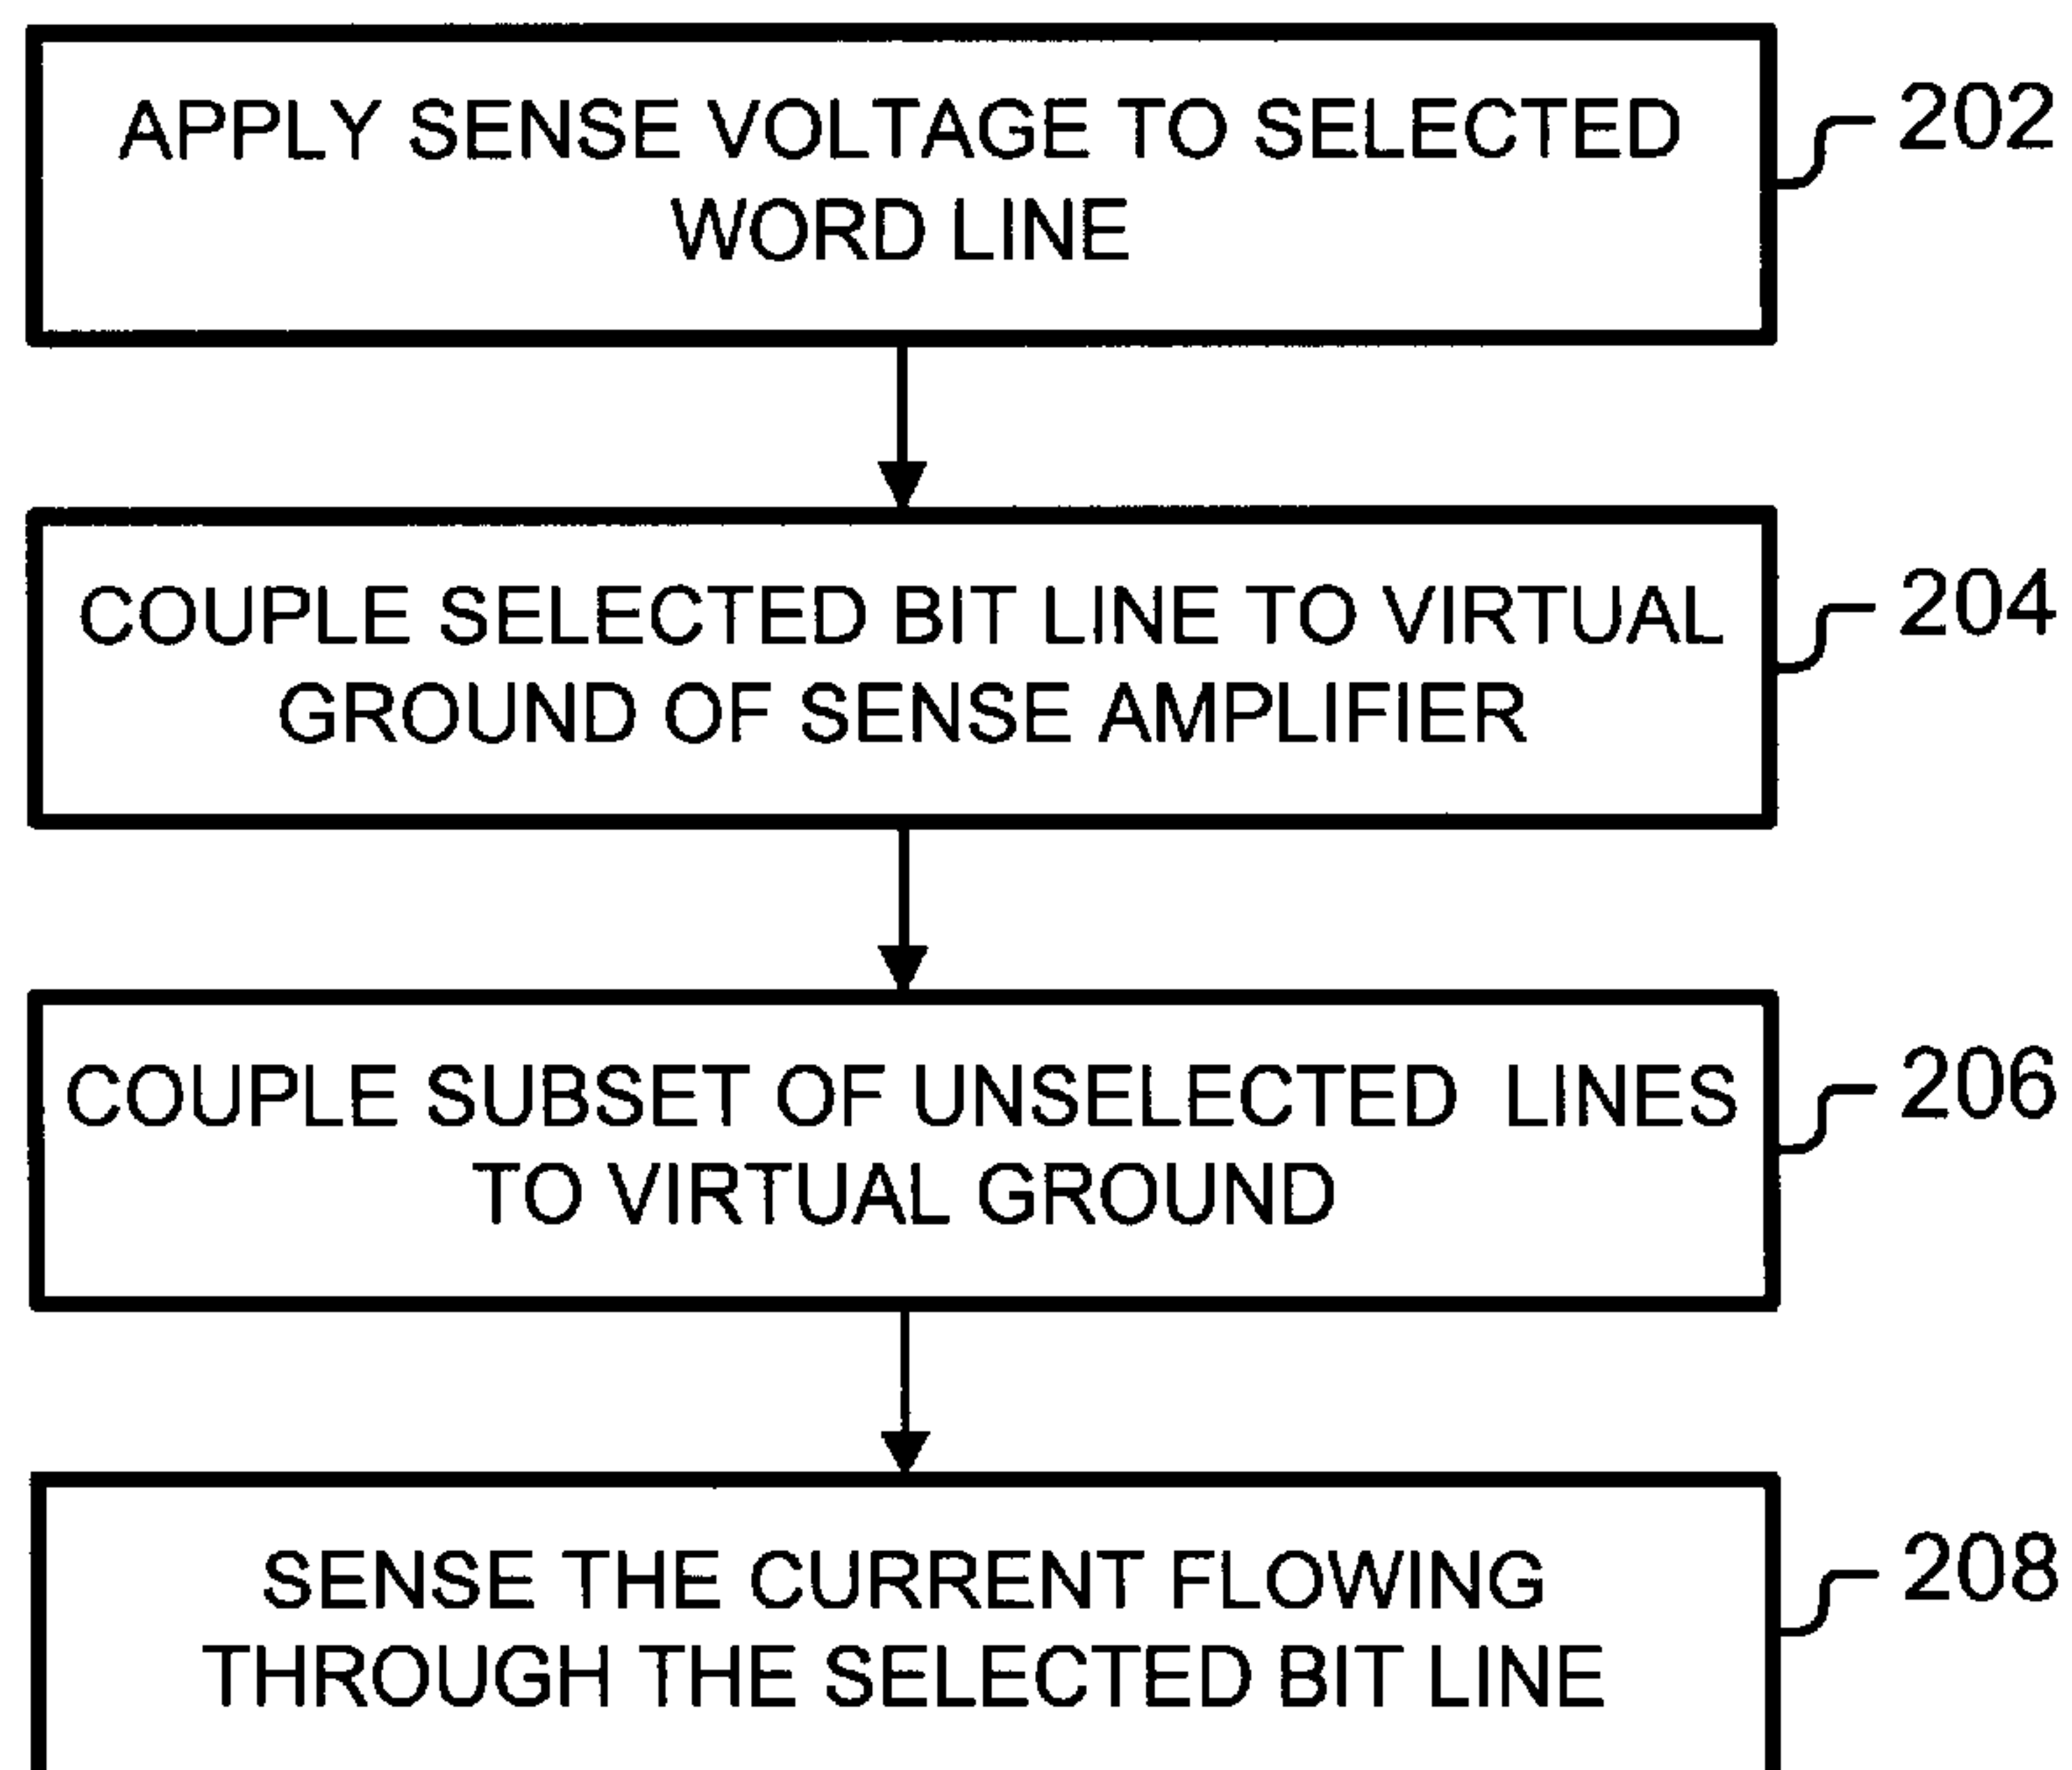 APPLY SENSE VOLTAGE TO SELECTED
WORD LINE
202
COUPLE SELECTED BIT LINE TO VIRTUAL
GROUND OF SENSE AMPLIFIER
204
COUPLE SUBSET OF UNSELECTED LINES
TO VIRTUAL GROUND
206
SENSE THE CURRENT FLOWING
THROUGH THE SELECTED BIT LINE
208